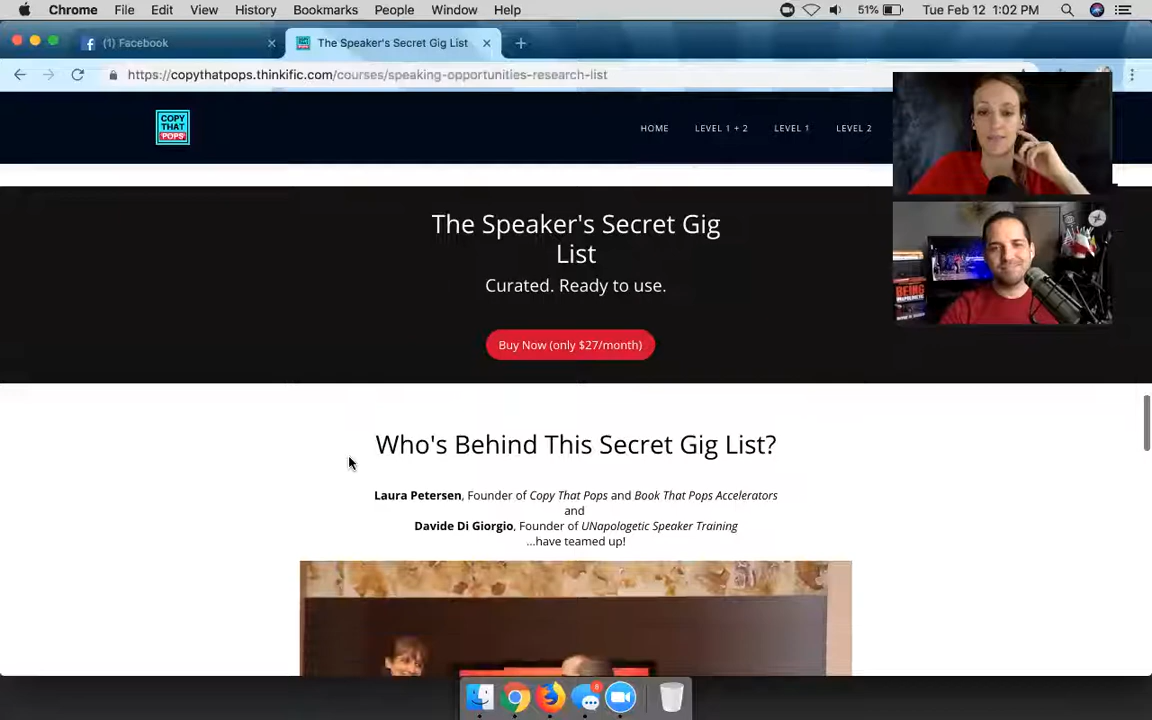 Chrome File Edit View History Bookmarks People Window Help 51% Tue Feb 12 1:02 PM
(1) Facebook The Speaker's Secret Gig List
https://copythatpops.thinkific.com/courses/speaking-opportunities-research-list
COPY
THAT
POPS
HOME LEVEL 1 + 2 LEVEL 1 LEVEL 2
The Speaker's Secret Gig
List
Curated. Ready to use.
BEING
Buy Now (only $27/month)
Who's Behind This Secret Gig List?
Laura Petersen, Founder of Copy That Pops and Book That Pops Accelerators
and
Davide Di Giorgio, Founder of UNapologetic Speaker Training
...have teamed up!